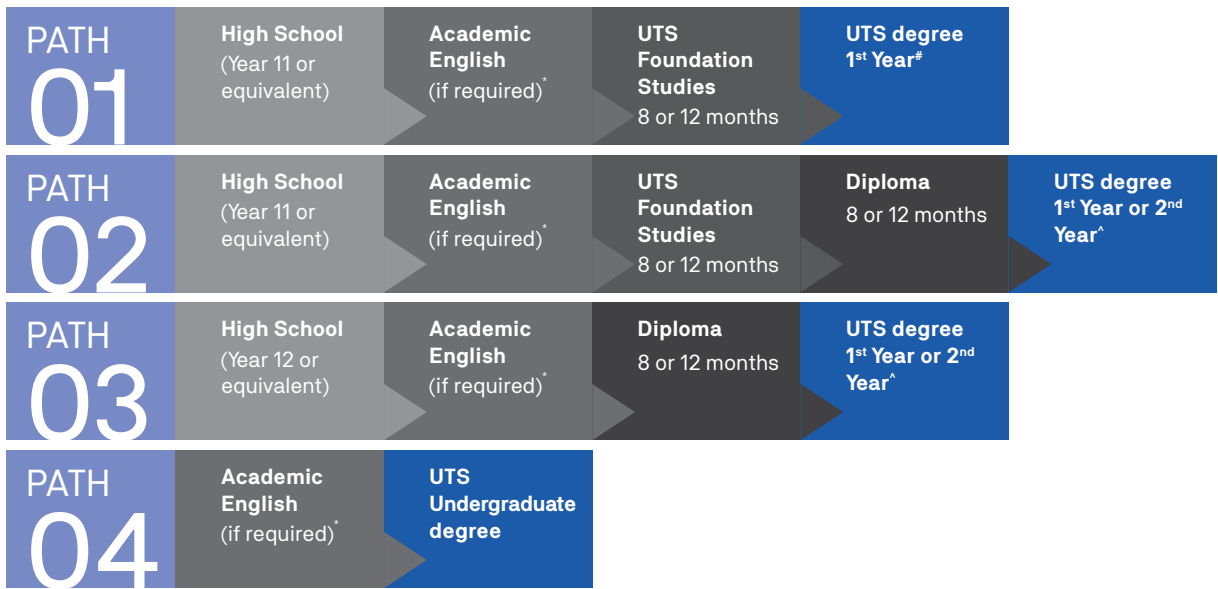 PATH
01
High School
(Year 11 or
equivalent)
Academic
English
(if required)*
UTS
Foundation
Studies
8 or 12 months
UTS degree
1st Year#
PATH
02
High School
(Year 11 or
equivalent)
Academic
English
(if required)*
UTS
Foundation
Studies
8 or 12 months
Diploma
8 or 12 months
UTS degree
1st Year or 2nd
Year^
PATH
03
High School
(Year 12 or
equivalent)
Academic
English
(if required)*
Diploma
8 or 12 months
UTS degree
1st Year or 2nd
Year^
PATH
04
Academic
English
(if required)*
UTS
Undergraduate
degree